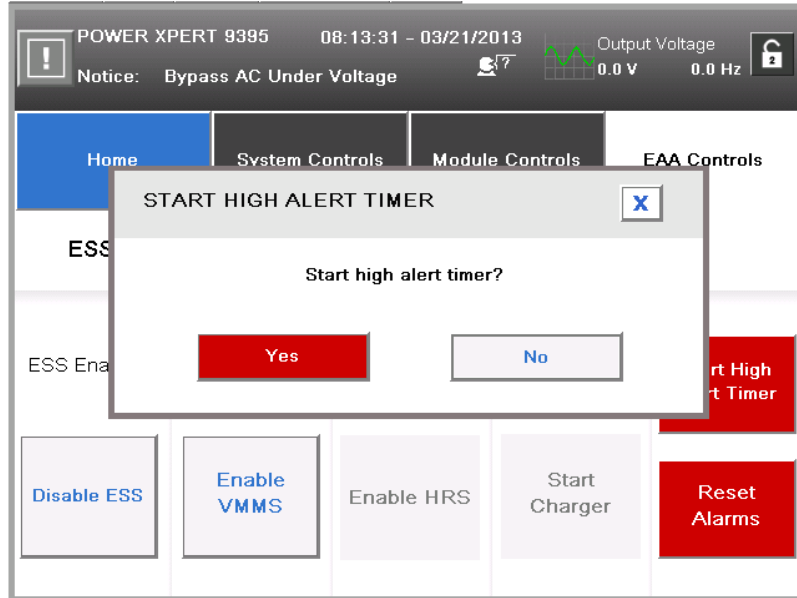 POWER XPERT 9395 08:13:31 - 03/21/2013
Output Voltage
Notice: Bypass AC Under Voltage
?
0.0 V 0.0 Hz
2
Home System Controls Module Controls EAA Controls
START HIGH ALERT TIMER X
ESS
Start high alert timer?
Yes No
ESS Ena
rt High
rt Timer
Disable ESS
Enable
VMMS
Enable HRS
Start
Charger
Reset
Alarms